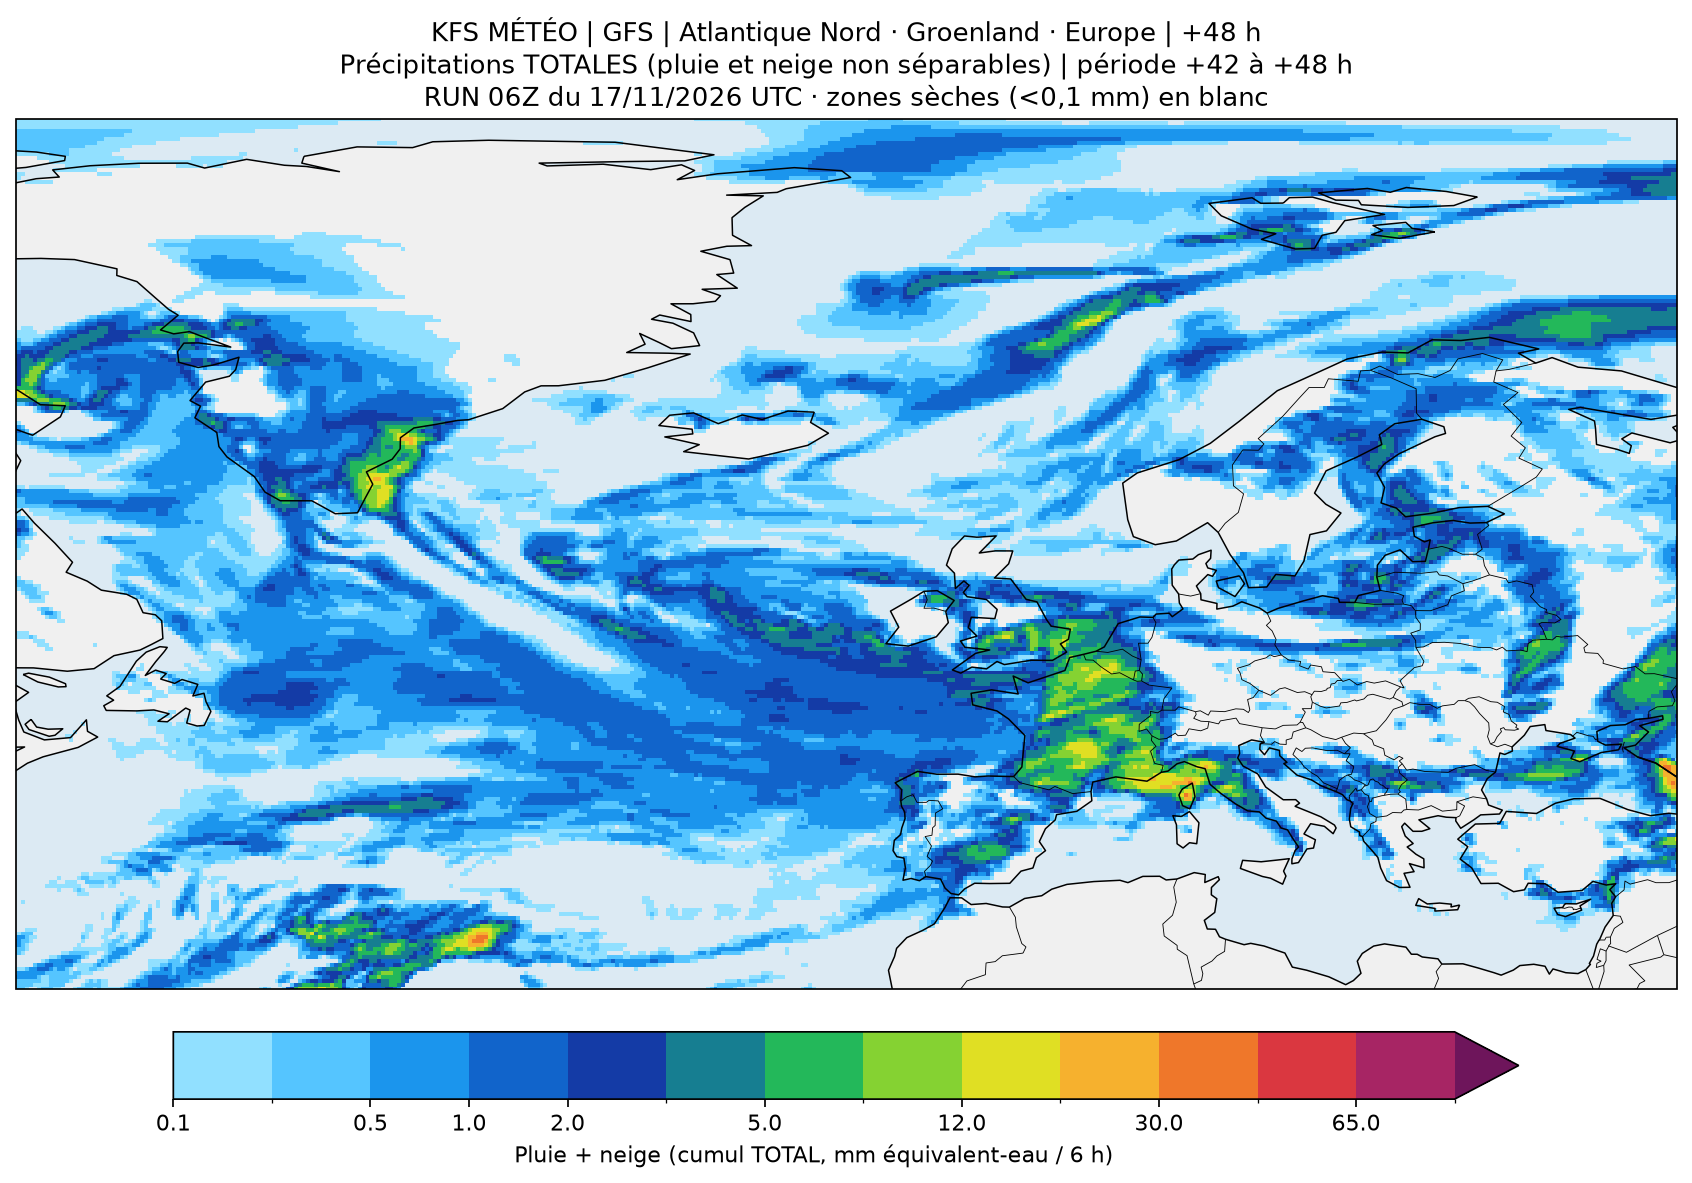 KFS MÉTÉO | GFS | Atlantique Nord · Groenland · Europe | +48 h
Précipitations TOTALES (pluie et neige non séparables) | période +42 à +48 h
RUN 06Z du 17/11/2026 UTC · zones sèches (<0,1 mm) en blanc
0.1 0.5 1.0 2.0 5.0 12.0 30.0 65.0
Pluie + neige (cumul TOTAL, mm équivalent-eau / 6 h)